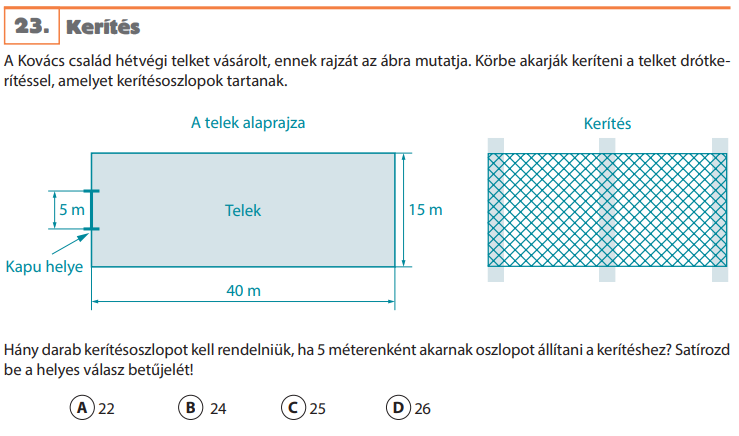 23. Kerítés
A Kovács család hétvégi telket vásárolt, ennek rajzát az ábra mutatja. Körbe akarják keríteni a telket drótke-
rítéssel, amelyet kerítésoszlopok tartanak.
A telek alaprajza
Kerítés
5 m
Telek
15 m
Kapu helye
40 m
Hány darab kerítésoszlopot kell rendelniük, ha 5 méterenként akarnak oszlopot állítani a kerítéshez? Satírozd
be a helyes válasz betűjelét!
A 22 B 24 C 25 D 26